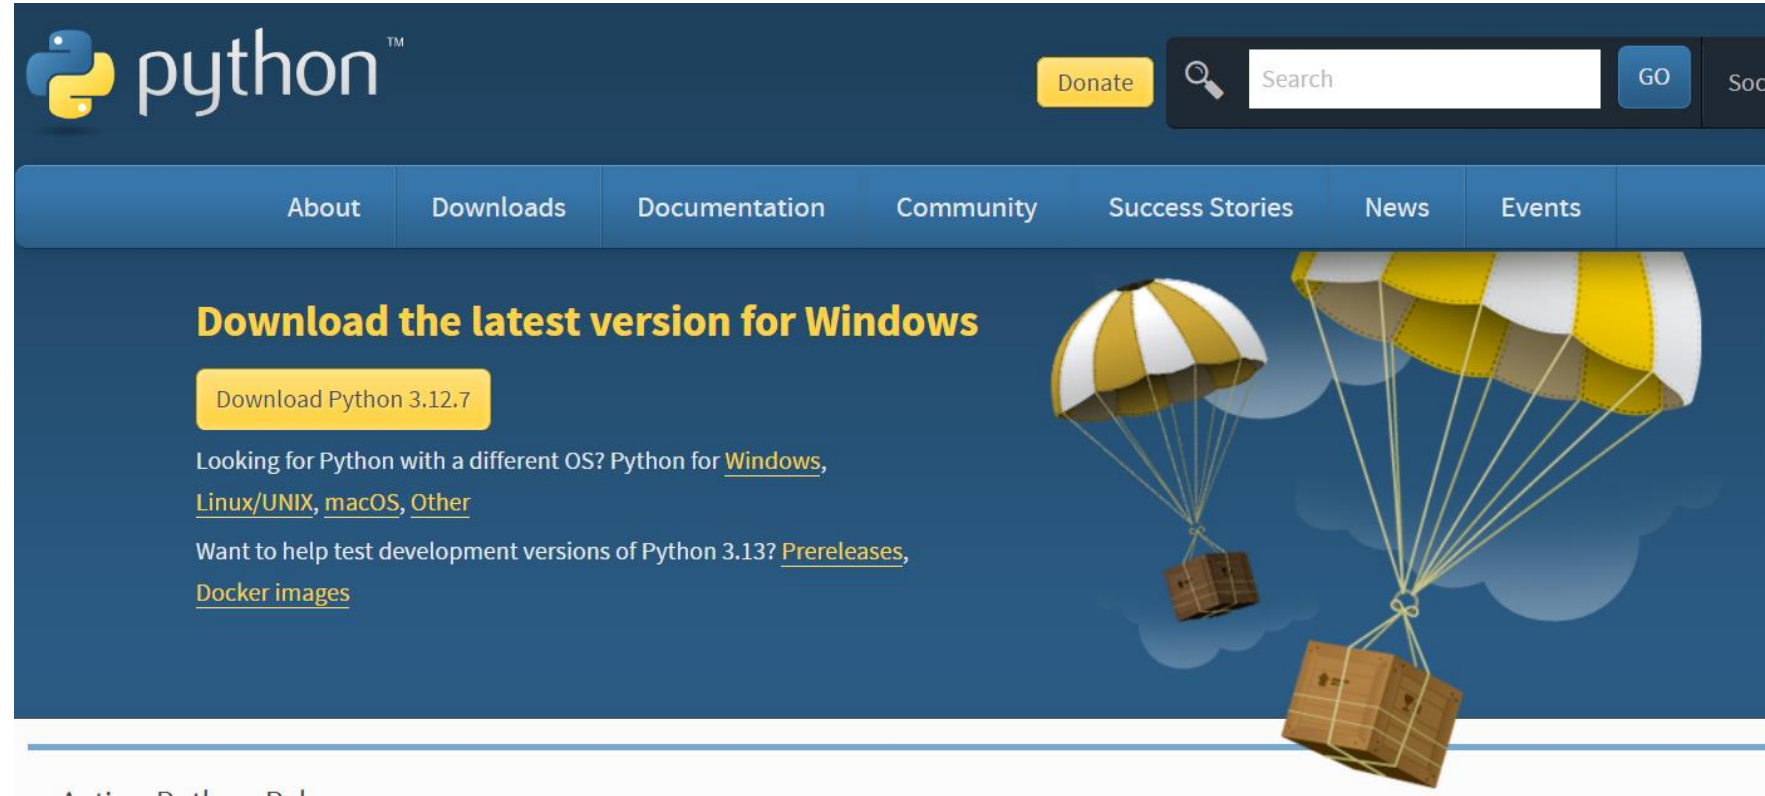 python™
Donate
Search
GO
About
Downloads
Documentation
Community
Success Stories
News
Events
Download the latest version for Windows
Download Python 3.12.7
Looking for Python with a different OS? Python for Windows,
Linux/UNIX, macOS, Other
Want to help test development versions of Python 3.13? Prereleases,
Docker images